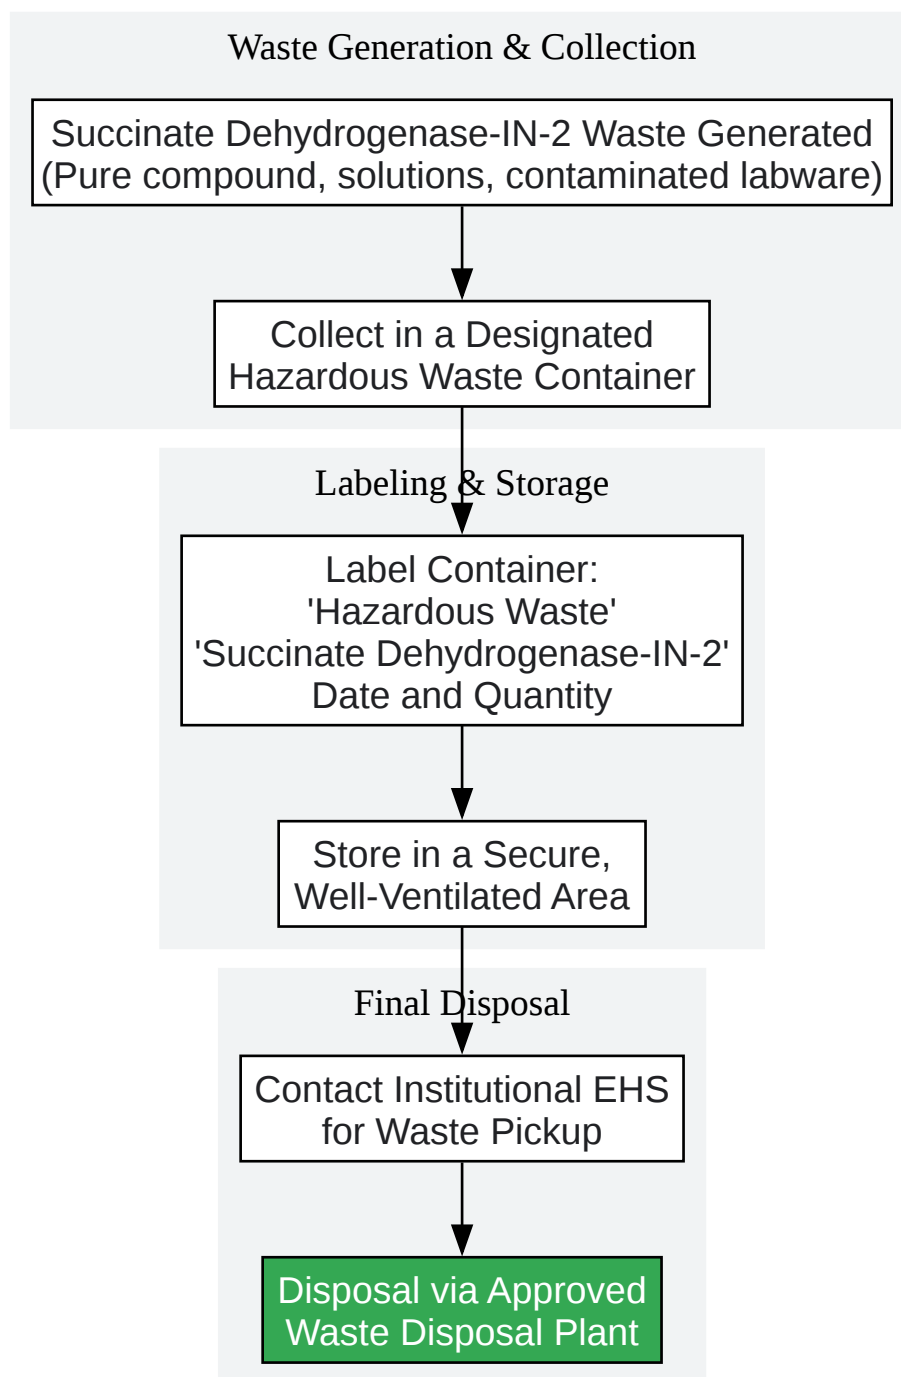 Waste Generation & Collection
Succinate Dehydrogenase-IN-2 Waste Generated
(Pure compound, solutions, contaminated labware)
Collect in a Designated
Hazardous Waste Container
Labeling & Storage
Label Container:
'Hazardous Waste'
'Succinate Dehydrogenase-IN-2'
Date and Quantity
Store in a Secure,
Well-Ventilated Area
Final Disposal
Contact Institutional EHS
for Waste Pickup
Disposal via Approved
Waste Disposal Plant